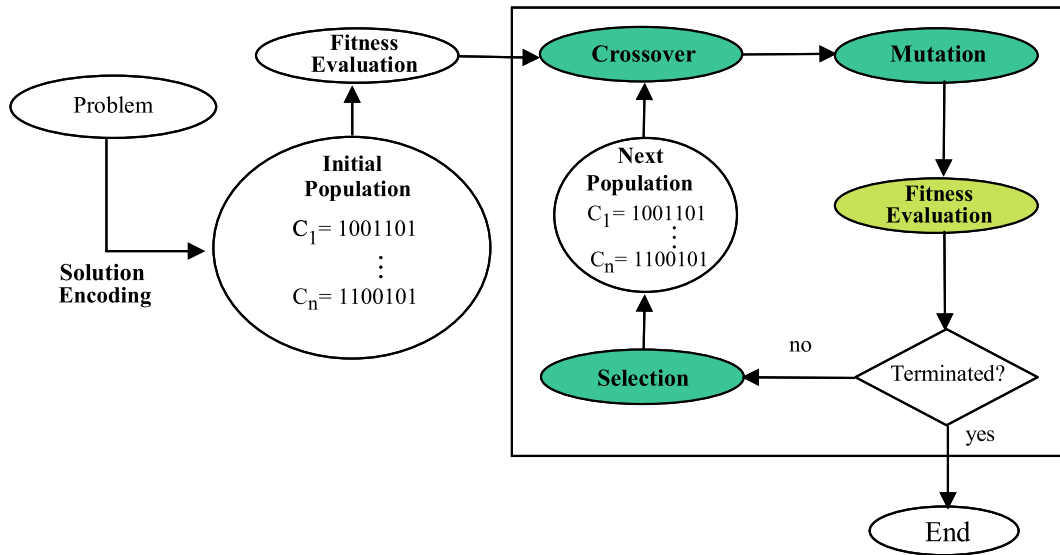 Problem
Solution
Encoding
Initial
Population
C1= 1001101
⋮
Cn= 1100101
Fitness
Evaluation
Crossover
Mutation
Fitness
Evaluation
Terminated?
no
yes
Selection
Next
Population
C1= 1001101
⋮
Cn= 1100101
End